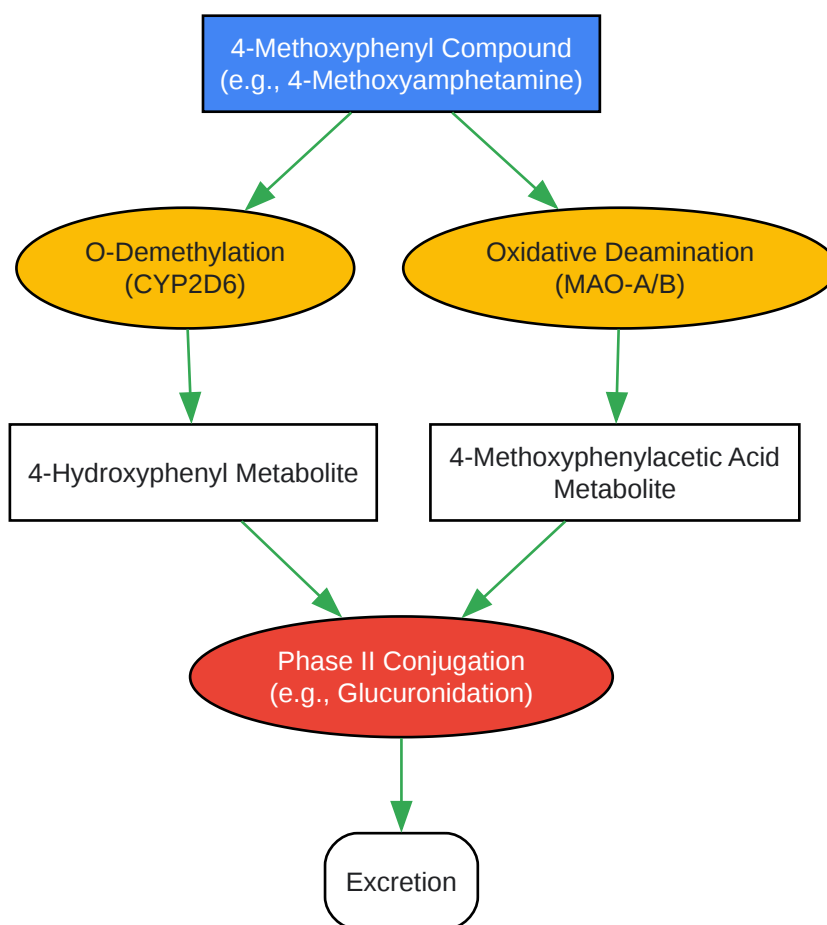 4-Methoxyphenyl Compound
(e.g., 4-Methoxyamphetamine)
O-Demethylation
(CYP2D6)
Oxidative Deamination
(MAO-A/B)
4-Hydroxyphenyl Metabolite
4-Methoxyphenylacetic Acid
Metabolite
Phase II Conjugation
(e.g., Glucuronidation)
Excretion